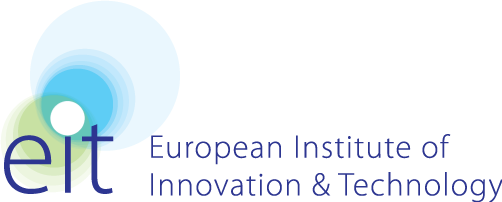 eit
European Institute of
Innovation & Technology